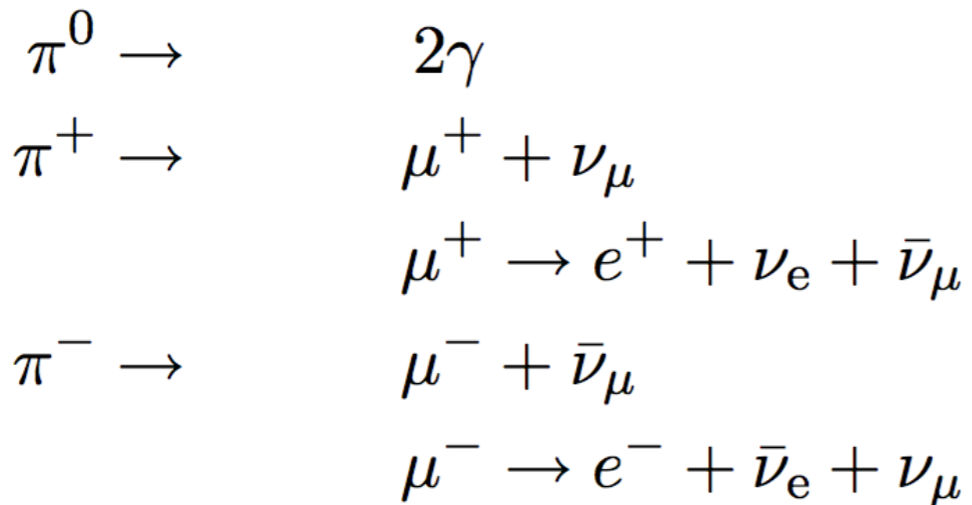 π⁰ → 2γ
π⁺ → μ⁺ + ν_μ
μ⁺ → e⁺ + ν_e + ν̄_μ
π⁻ → μ⁻ + ν̄_μ
μ⁻ → e⁻ + ν̄_e + ν_μ